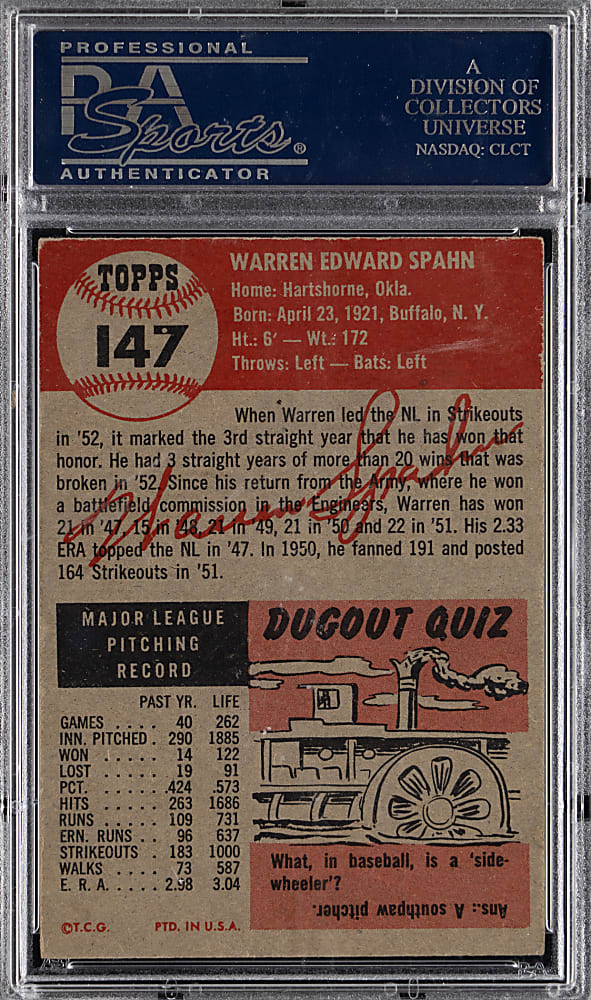 PROFESSIONAL
PSA
Sports®
AUTHENTICATOR
A
DIVISION OF
COLLECTORS
UNIVERSE
NASDAQ: CLCT
TOPPS
147
WARREN EDWARD SPAHN
Home: Hartshorne, Okla.
Born: April 23, 1921, Buffalo, N. Y.
Ht.: 6' — Wt.: 172
Throws: Left — Bats: Left
When Warren led the NL in Strikeouts
in '52, it marked the 3rd straight year that he has won that
honor. He had 3 straight years of more than 20 wins that was
broken in '52. Since his return from the Army, where he won
a battlefield commission in the Engineers, Warren has won
21 in '47, 15 in '48, 21 in '49, 21 in '50 and 22 in '51. His 2.33
ERA topped the NL in '47. In 1950, he fanned 191 and posted
164 Strikeouts in '51.
Warren Spahn
MAJOR LEAGUE
PITCHING
RECORD
PAST YR. LIFE
GAMES .... 40 262
INN. PITCHED . 290 1885
WON ..... 14 122
LOST ..... 19 91
PCT. ..... .424 .573
HITS ..... 263 1686
RUNS ..... 109 731
ERN. RUNS .. 96 637
STRIKEOUTS . 183 1000
WALKS .... 73 587
E. R. A. ..... 2.98 3.04
©T.C.G. PTD. IN U.S.A.
DUGOUT QUIZ
What, in baseball, is a 'side-
wheeler'?
Ans.: A southpaw pitcher.